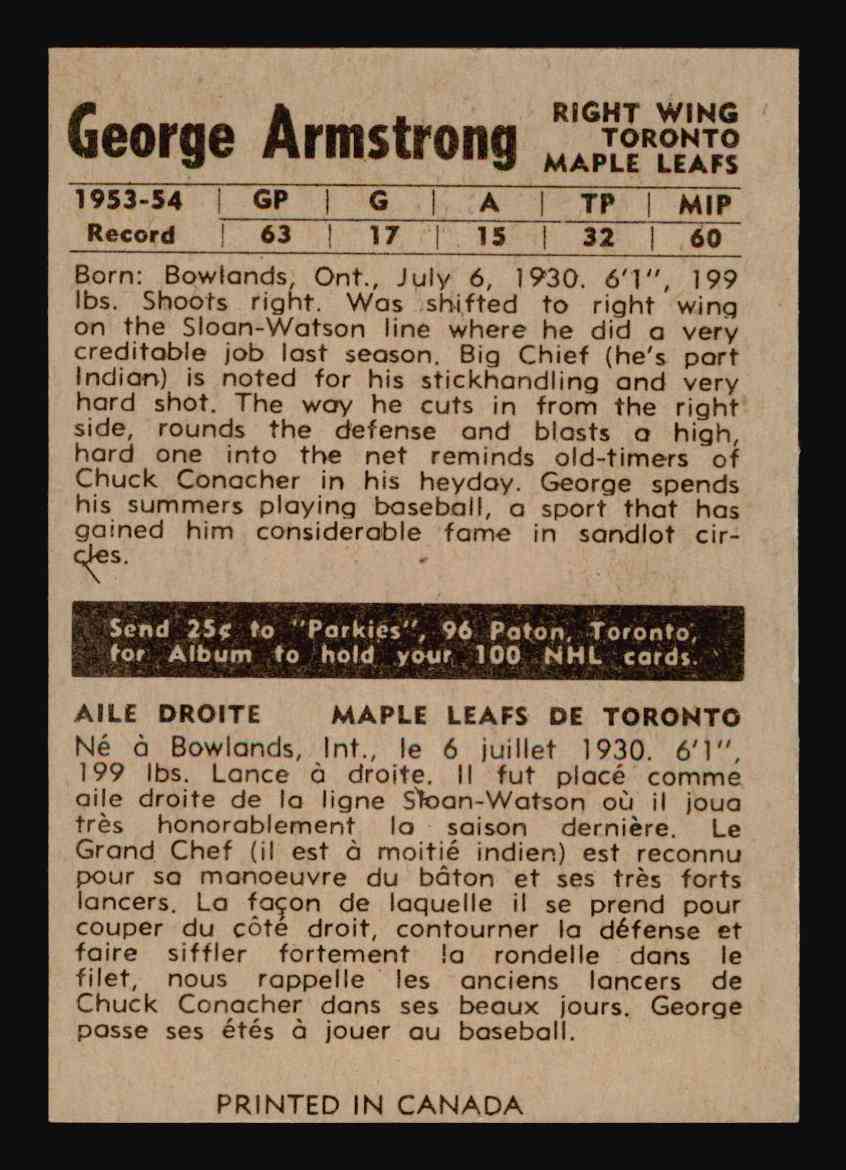 George Armstrong
RIGHT WING
TORONTO
MAPLE LEAFS
1953-54 | GP | G | A | TP | MIP
Record | 63 | 17 | 15 | 32 | 60
Born: Bowlands, Ont., July 6, 1930. 6'1", 199
lbs. Shoots right. Was shifted to right wing
on the Sloan-Watson line where he did a very
creditable job last season. Big Chief (he's part
Indian) is noted for his stickhandling and very
hard shot. The way he cuts in from the right
side, rounds the defense and blasts a high,
hard one into the net reminds old-timers of
Chuck Conacher in his heyday. George spends
his summers playing baseball, a sport that has
gained him considerable fame in sandlot cir-
cles.
Send 25¢ to "Parkies", 96 Paton, Toronto,
for Album to hold your 100 NHL cards.
AILE DROITE MAPLE LEAFS DE TORONTO
Né à Bowlands, Int., le 6 juillet 1930. 6'1",
199 lbs. Lance à droite. Il fut placé comme
aile droite de la ligne Sloan-Watson où il joua
très honorablement la saison dernière. Le
Grand Chef (il est à moitié indien) est reconnu
pour sa manoeuvre du bâton et ses très forts
lancers. La façon de laquelle il se prend pour
couper du côté droit, contourner la défense et
faire siffler fortement la rondelle dans le
filet, nous rappelle les anciens lancers de
Chuck Conacher dans ses beaux jours. George
passe ses étés à jouer au baseball.
PRINTED IN CANADA